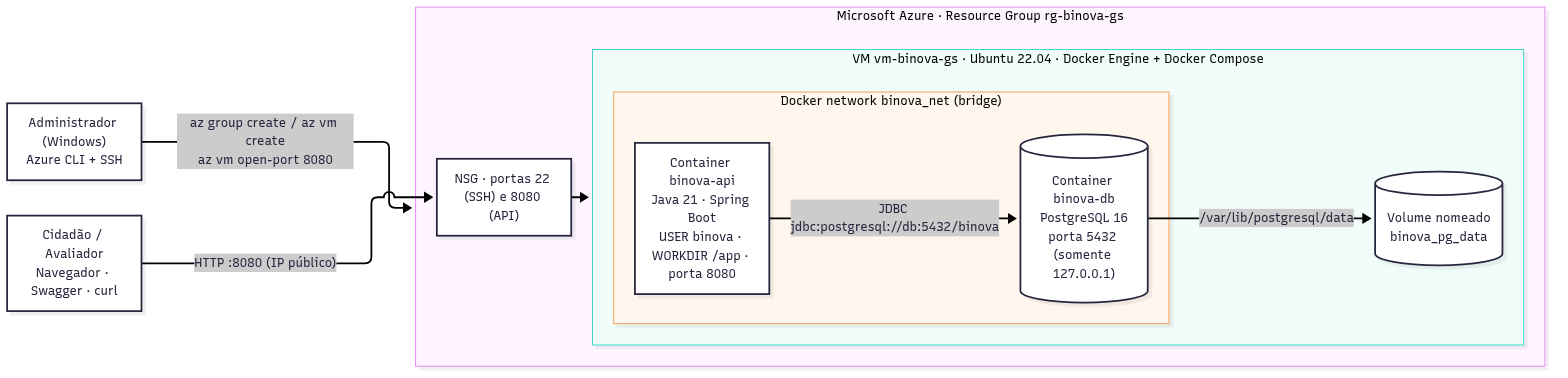 Microsoft Azure · Resource Group rg-binova-gs
VM vm-binova-gs · Ubuntu 22.04 · Docker Engine + Docker Compose
Docker network binova_net (bridge)
Administrador
(Windows)
Azure CLI + SSH
az group create / az vm
create
az vm open-port 8080
Cidadão /
Avaliador
Navegador ·
Swagger · curl
HTTP :8080 (IP público)
NSG · portas 22
(SSH) e 8080
(API)
Container
binova-api
Java 21 · Spring
Boot
USER binova ·
WORKDIR /app ·
porta 8080
JDBC
jdbc:postgresql://db:5432/binova
Container
binova-db
PostgreSQL 16
porta 5432
(somente
127.0.0.1)
/var/lib/postgresql/data
Volume nomeado
binova_pg_data